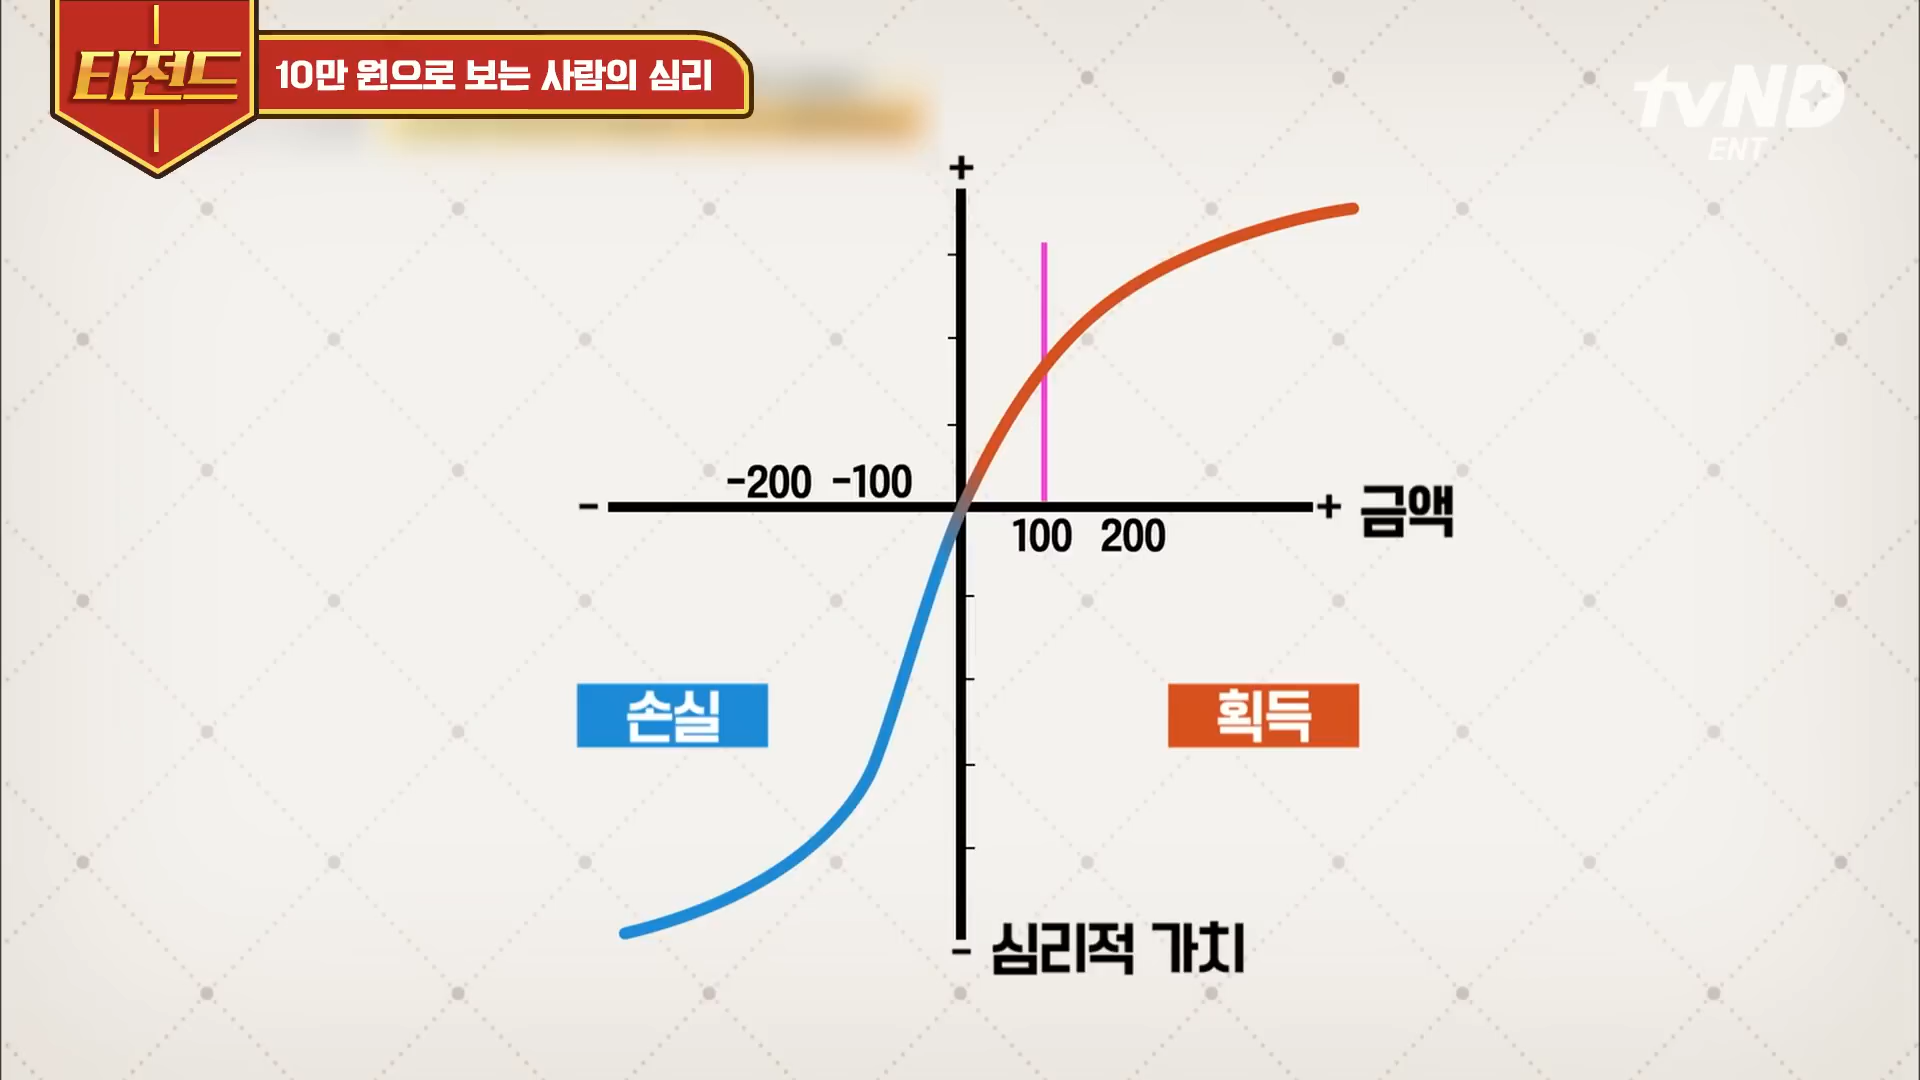 티전드
10만 원으로 보는 사람의 심리
tvND
ENT
+
-200 -100
- + 금액
100 200
손실
획득
- 심리적 가치